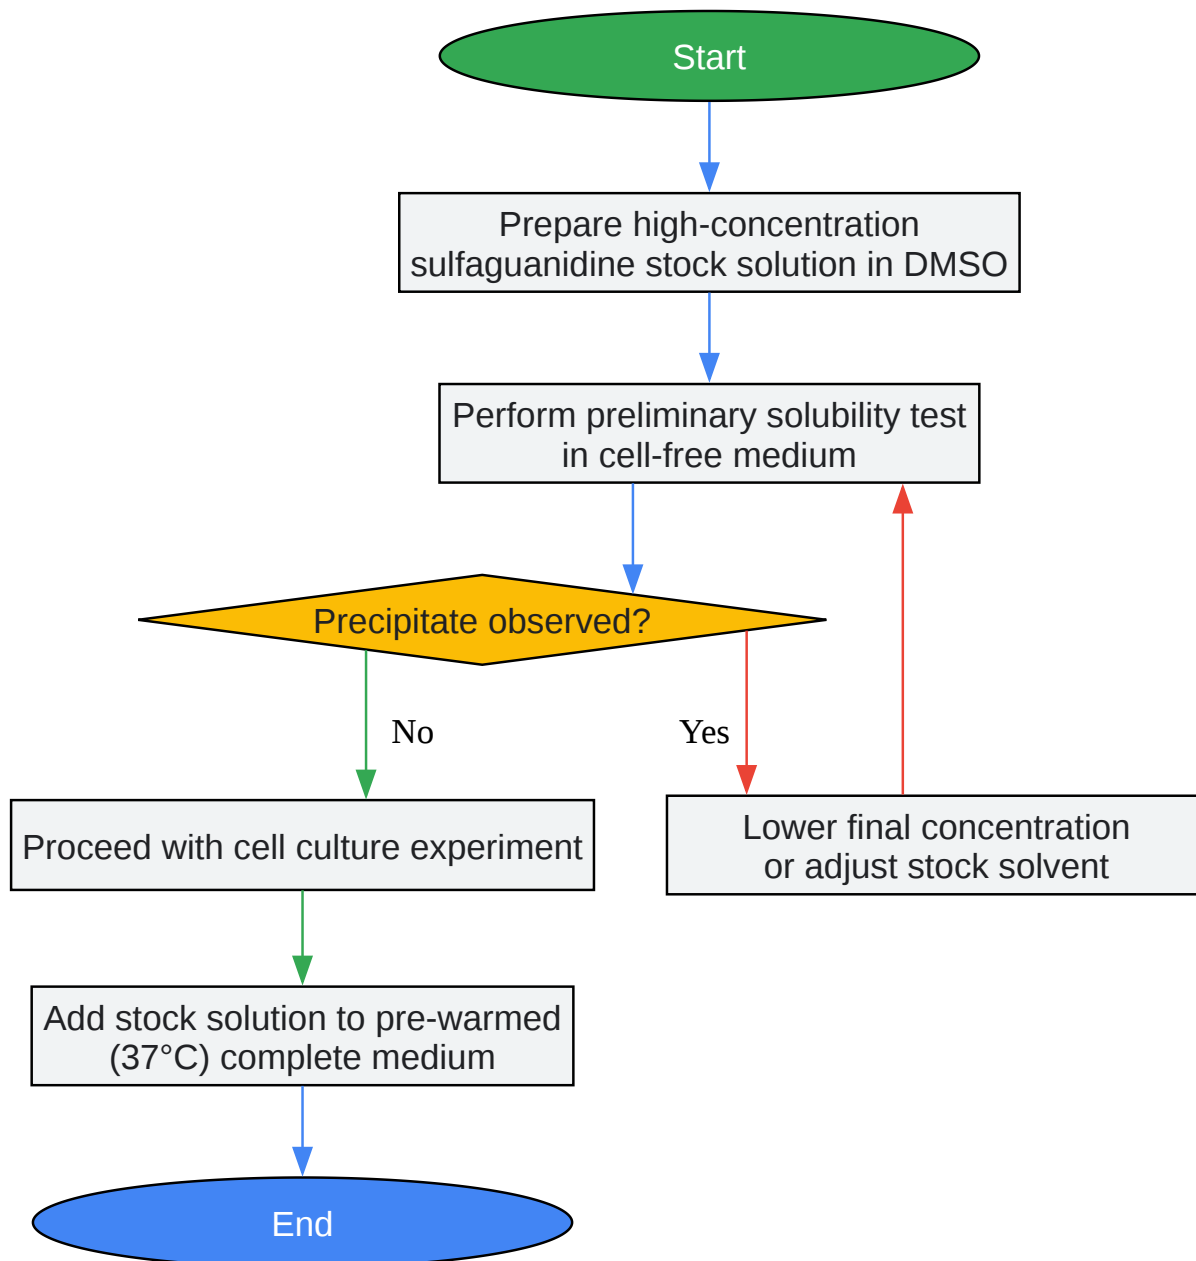 Start
Prepare high-concentration
sulfaguanidine stock solution in DMSO
Perform preliminary solubility test
in cell-free medium
Precipitate observed?
No
Yes
Proceed with cell culture experiment
Lower final concentration
or adjust stock solvent
Add stock solution to pre-warmed
(37°C) complete medium
End